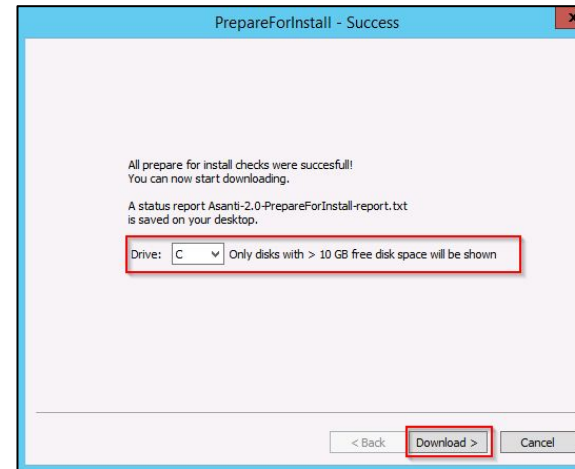 PrepareForInstall - Success
x
All prepare for install checks were succesfull!
You can now start downloading.
A status report Asanti-2.0-PrepareForInstall-report.txt
is saved on your desktop.
Drive: C Only disks with > 10 GB free disk space will be shown
< Back Download > Cancel